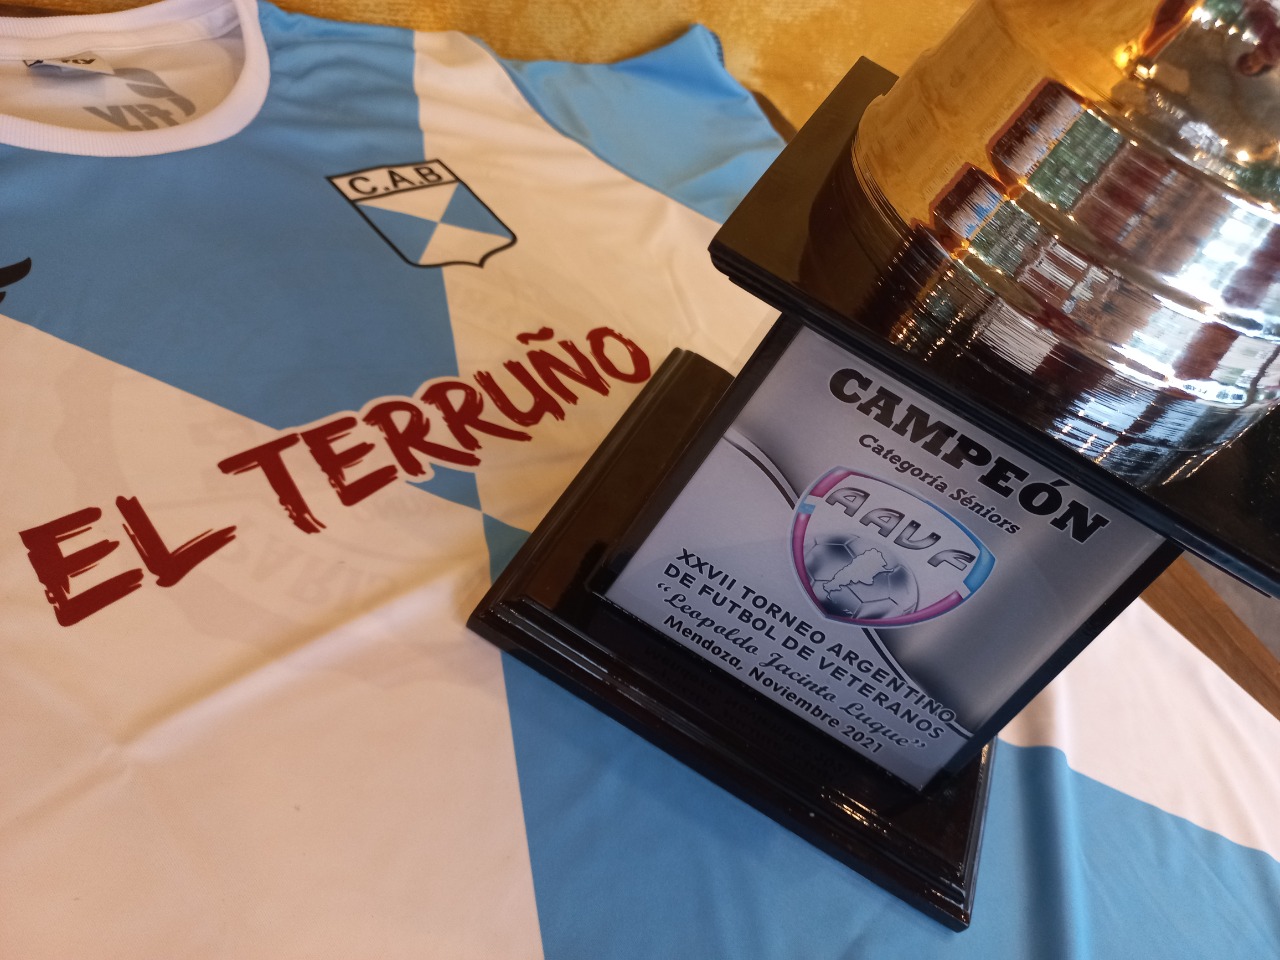 C.A.B
EL TERRUÑO
CAMPEÓN
Categoría Séniors
AAVF
XXVII TORNEO ARGENTINO
DE FUTBOL DE VETERANOS
"Leopoldo Jacinto Luque"
Mendoza, Noviembre 2021